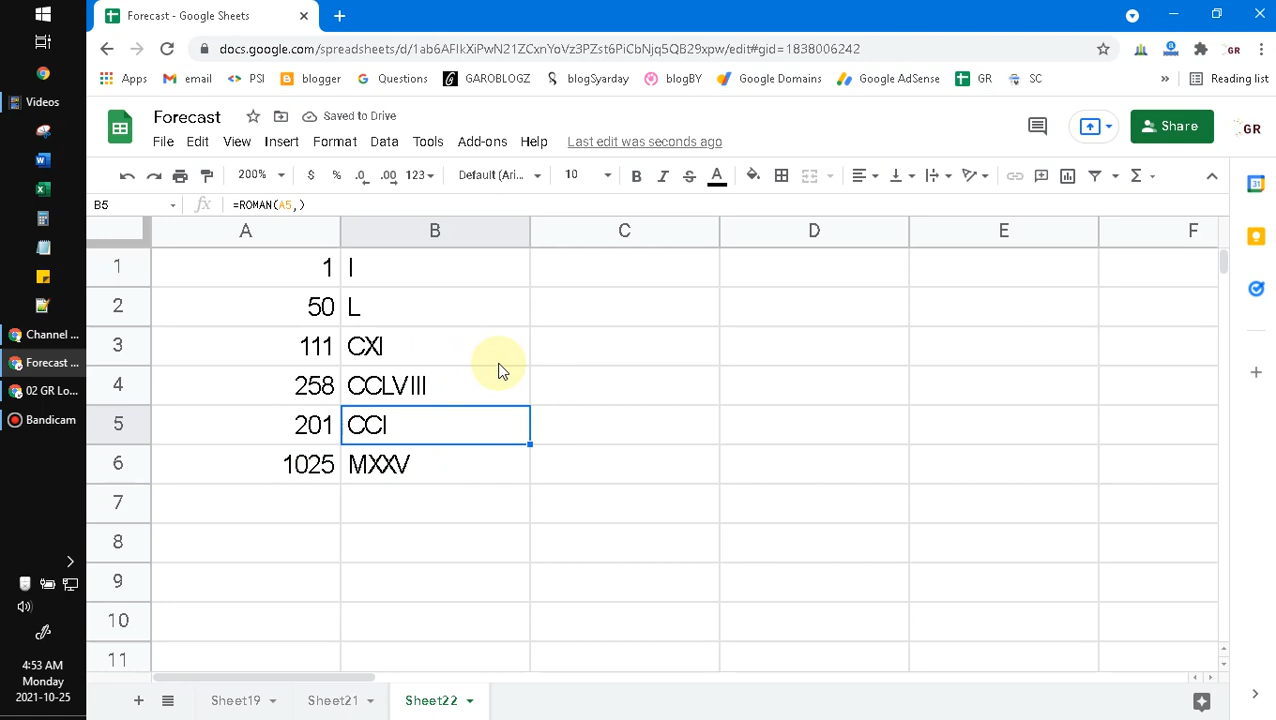 Forecast - Google Sheets
docs.google.com/spreadsheets/d/1ab6AFIkXiPwN21ZCxnYoVz3PZst6PiCbNjq5QB29xpw/edit#gid=1838006242
Apps email PSI blogger Questions GAROBLOGZ blogSyarday blogBY Google Domains Google AdSense GR SC » Reading list
Videos
Forecast Saved to Drive
File Edit View Insert Format Data Tools Add-ons Help Last edit was seconds ago
Share
GR
200% $ % .0 .00 123 Default (Ari... 10 B I S A
B5 fx =ROMAN(A5,)
A B C D E F
1 1 I
2 50 L
3 111 CXI
4 258 CCLVIII
5 201 CCI
6 1025 MXXV
7
8
9
10
11
Channel ...
Forecast ...
02 GR Lo...
Bandicam
4:53 AM
Monday
2021-10-25
Sheet19 Sheet21 Sheet22